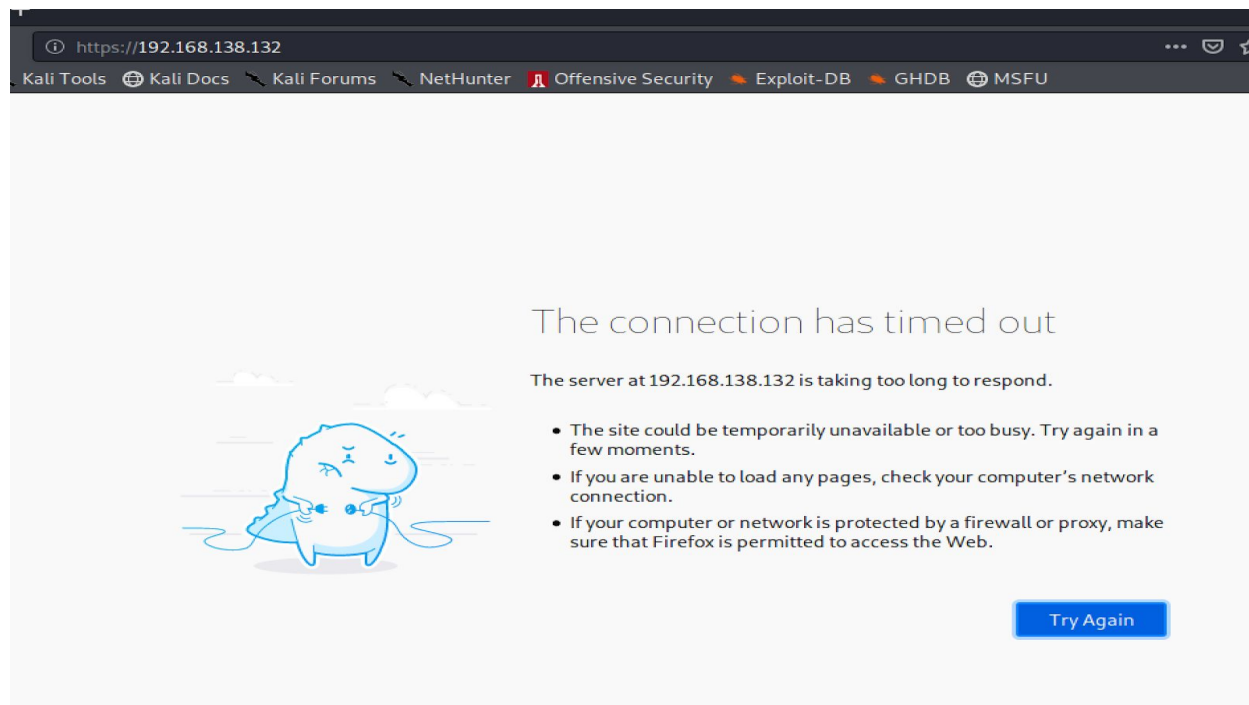 https://192.168.138.132
Kali Tools Kali Docs Kali Forums NetHunter Offensive Security Exploit-DB GHDB MSFU
The connection has timed out
The server at 192.168.138.132 is taking too long to respond.
The site could be temporarily unavailable or too busy. Try again in a
few moments.
If you are unable to load any pages, check your computer's network
connection.
If your computer or network is protected by a firewall or proxy, make
sure that Firefox is permitted to access the Web.
Try Again